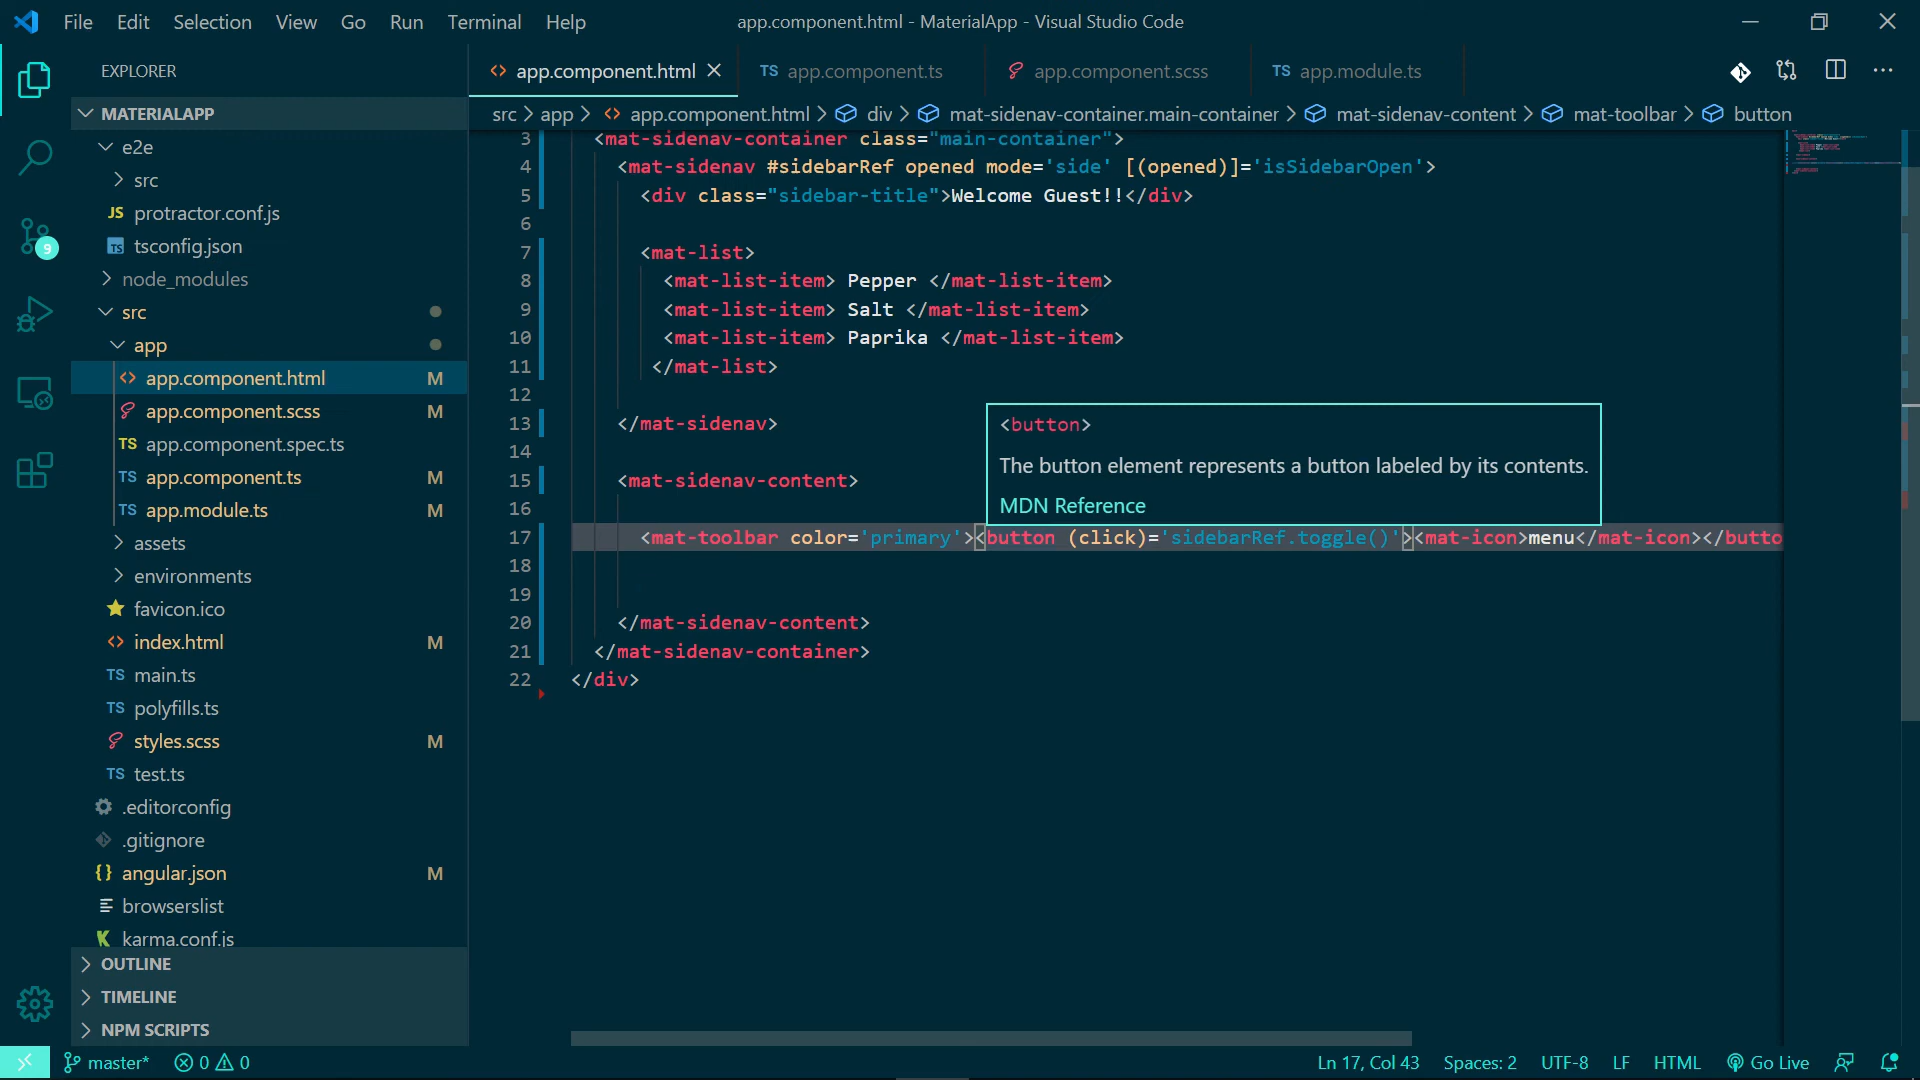 File Edit Selection View Go Run Terminal Help
app.component.html - MaterialApp - Visual Studio Code
EXPLORER
MATERIALAPP
e2e
src
JS protractor.conf.js
TS tsconfig.json
node_modules
src
app
<> app.component.html M
app.component.scss M
TS app.component.spec.ts
TS app.component.ts M
TS app.module.ts M
assets
environments
favicon.ico
<> index.html M
TS main.ts
TS polyfills.ts
styles.scss M
TS test.ts
.editorconfig
.gitignore
{} angular.json M
browserslist
karma.conf.js
OUTLINE
TIMELINE
NPM SCRIPTS
9
<> app.component.html
TS app.component.ts
app.component.scss
TS app.module.ts
src > app > <> app.component.html > div > mat-sidenav-container.main-container > mat-sidenav-content > mat-toolbar > button
3 <mat-sidenav-container class="main-container">
4 <mat-sidenav #sidebarRef opened mode='side' [(opened)]='isSidebarOpen'>
5 <div class="sidebar-title">Welcome Guest!!</div>
6
7 <mat-list>
8 <mat-list-item> Pepper </mat-list-item>
9 <mat-list-item> Salt </mat-list-item>
10 <mat-list-item> Paprika </mat-list-item>
11 </mat-list>
12
13 </mat-sidenav>
14
15 <mat-sidenav-content>
16
17 <mat-toolbar color='primary'><button (click)='sidebarRef.toggle()'><mat-icon>menu</mat-icon></butto
18
19
20 </mat-sidenav-content>
21 </mat-sidenav-container>
22 </div>
<button>
The button element represents a button labeled by its contents.
MDN Reference
master* 0 0
Ln 17, Col 43 Spaces: 2 UTF-8 LF HTML Go Live